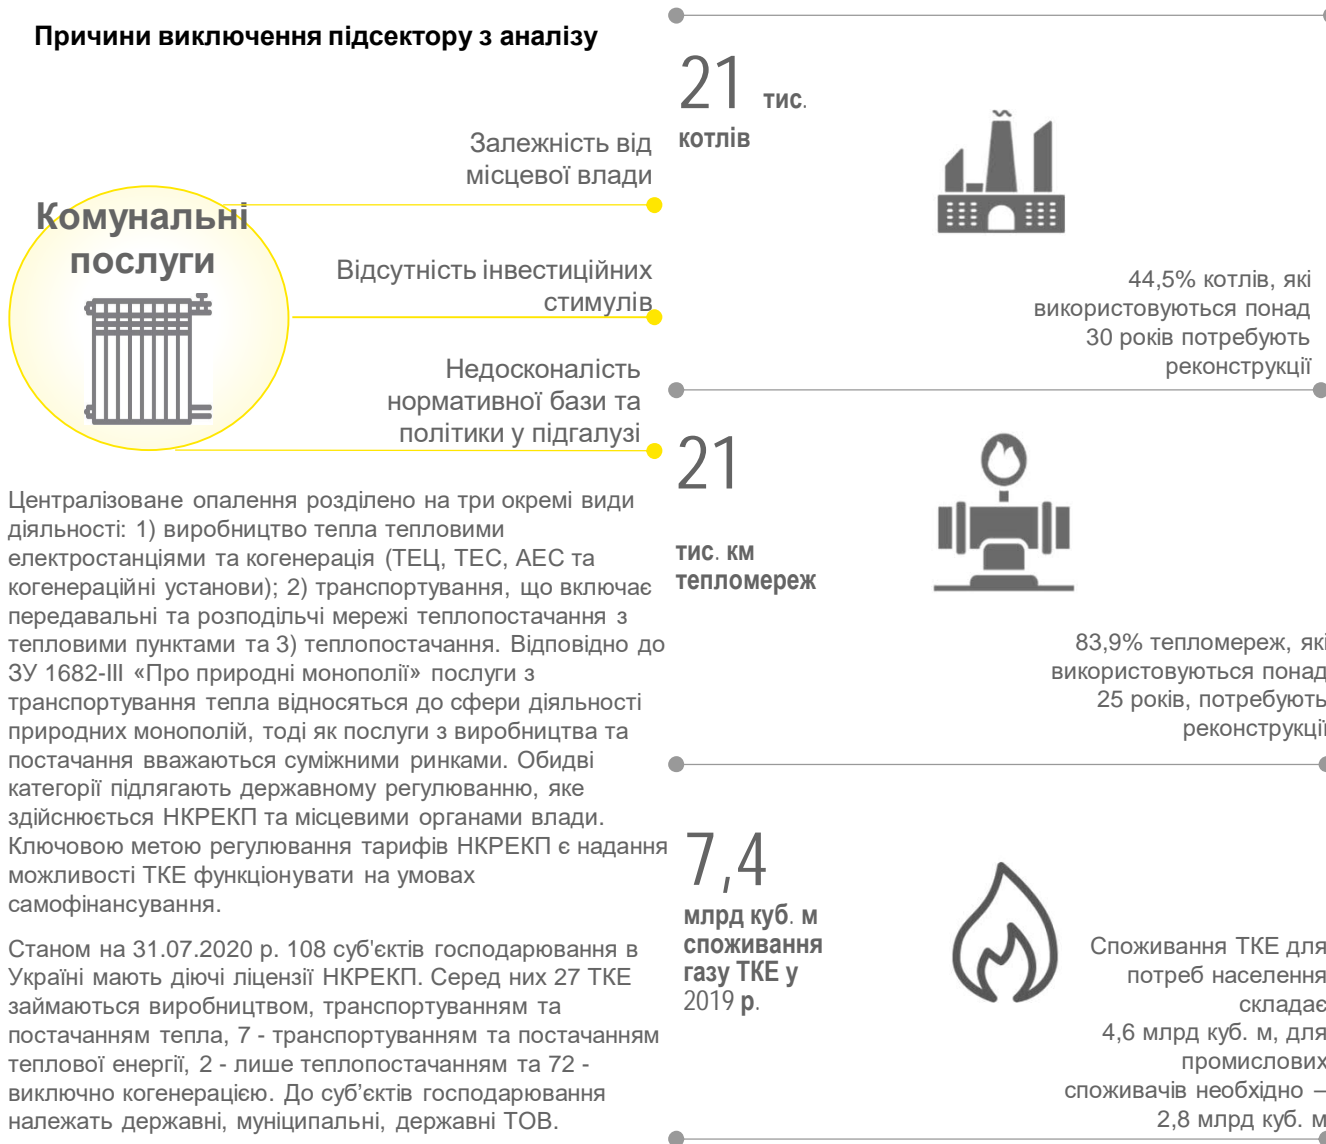 Причини виключення підсектору з аналізу
Залежність від
місцевої влади
Комунальні
послуги
Відсутність інвестиційних
стимулів
Недосконалість
нормативної бази та
політики у підгалузі
Централізоване опалення розділено на три окремі види
діяльності: 1) виробництво тепла тепловими
електростанціями та когенерація (ТЕЦ, ТЕС, АЕС та
когенераційні установи); 2) транспортування, що включає
передавальні та розподільчі мережі теплопостачання з
тепловими пунктами та 3) теплопостачання. Відповідно до
ЗУ 1682-III «Про природні монополії» послуги з
транспортування тепла відносяться до сфери діяльності
природних монополій, тоді як послуги з виробництва та
постачання вважаються суміжними ринками. Обидві
категорії підлягають державному регулюванню, яке
здійснюється НКРЕКП та місцевими органами влади.
Ключовою метою регулювання тарифів НКРЕКП є надання
можливості ТКЕ функціонувати на умовах
самофінансування.
Станом на 31.07.2020 р. 108 суб'єктів господарювання в
Україні мають діючі ліцензії НКРЕКП. Серед них 27 ТКЕ
займаються виробництвом, транспортуванням та
постачанням тепла, 7 - транспортуванням та постачанням
теплової енергії, 2 - лише теплопостачанням та 72 -
виключно когенерацією. До суб’єктів господарювання
належать державні, муніципальні, державні ТОВ.
21 тис.
котлів
44,5% котлів, які
використовуються понад
30 років потребують
реконструкції
21
тис. км
тепломереж
83,9% тепломереж, які
використовуються понад
25 років, потребують
реконструкції
7,4
млрд куб. м
споживання
газу ТКЕ у
2019 р.
Споживання ТКЕ для
потреб населення
складає
4,6 млрд куб. м, для
промислових
споживачів необхідно –
2,8 млрд куб. м